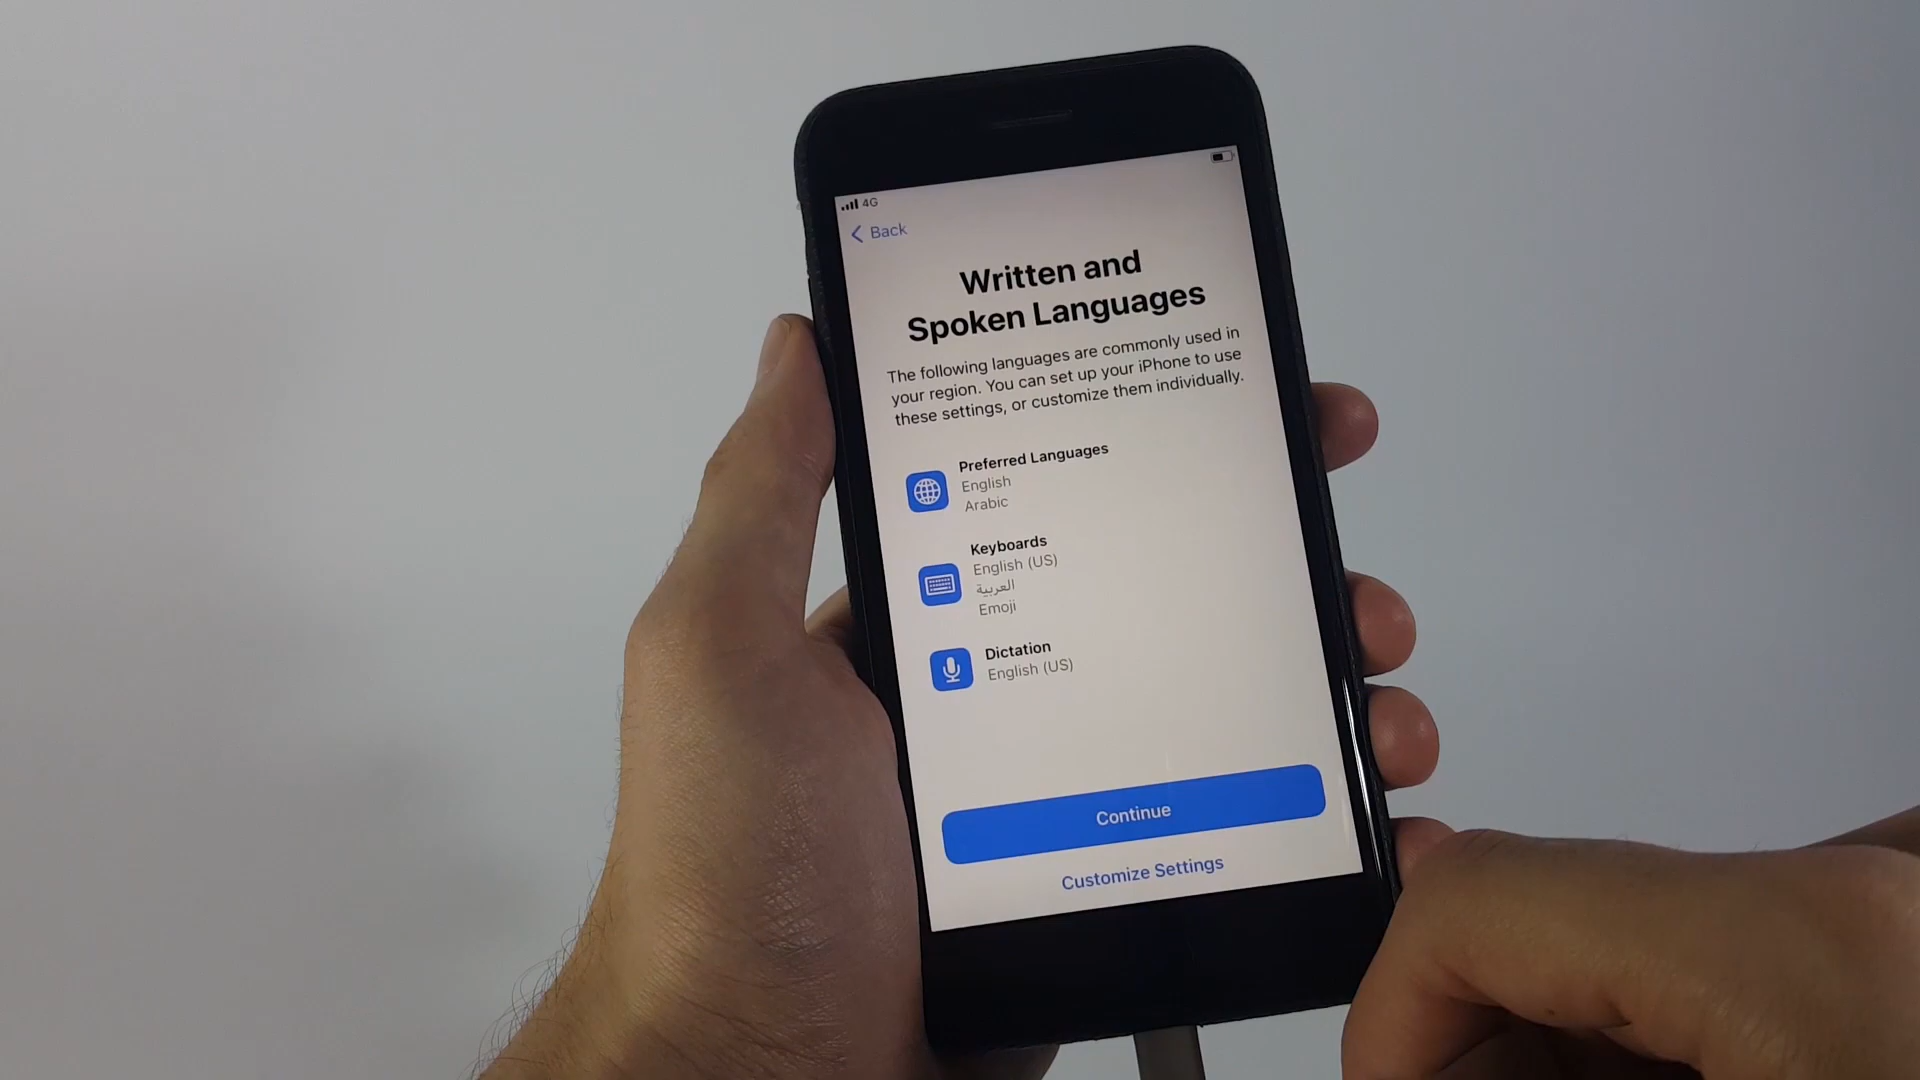 4G
Back
Written and
Spoken Languages
The following languages are commonly used in
your region. You can set up your iPhone to use
these settings, or customize them individually.
Preferred Languages
English
Arabic
Keyboards
English (US)
العربية
Emoji
Dictation
English (US)
Continue
Customize Settings